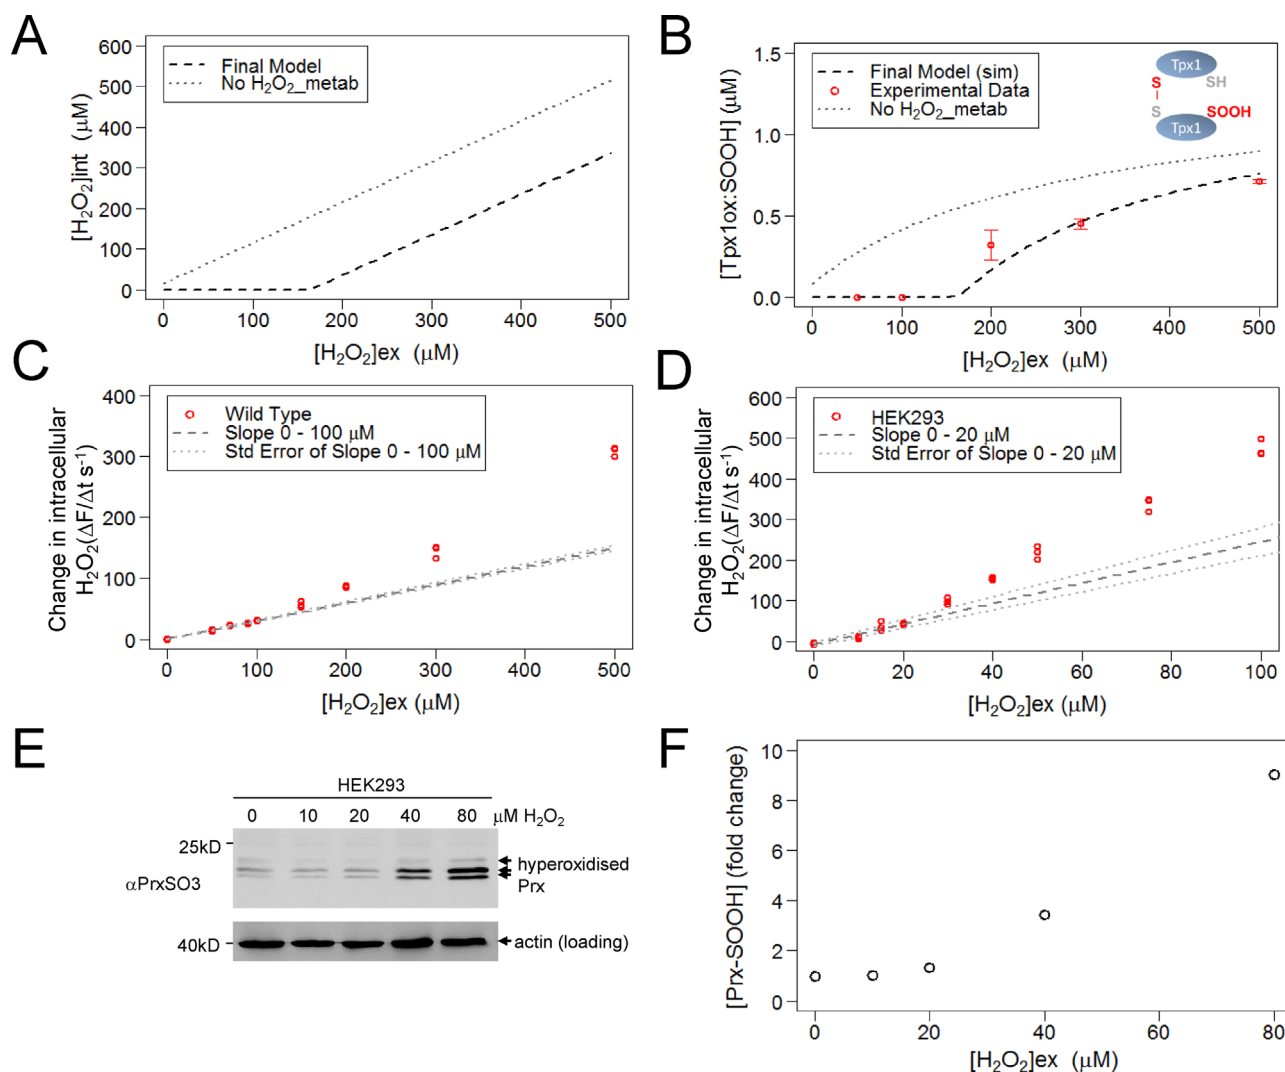 A
[H₂O₂]int (µM)
600
500
400
300
200
100
0
Final Model
No H₂O₂_metab
0 100 200 300 400 500
[H₂O₂]ex (µM)
B
[Tpx1ox:SOOH] (µM)
1.5
1.0
0.5
0.0
Final Model (sim)
Experimental Data
No H₂O₂_metab
Tpx1
S SH
S SOOH
Tpx1
0 100 200 300 400 500
[H₂O₂]ex (µM)
C
Change in intracellular
H₂O₂(ΔF/Δt s⁻¹)
400
300
200
100
0
Wild Type
Slope 0 - 100 µM
Std Error of Slope 0 - 100 µM
0 100 200 300 400 500
[H₂O₂]ex (µM)
D
Change in intracellular
H₂O₂(ΔF/Δt s⁻¹)
600
500
400
300
200
100
0
HEK293
Slope 0 - 20 µM
Std Error of Slope 0 - 20 µM
0 20 40 60 80 100
[H₂O₂]ex (µM)
E
HEK293
0 10 20 40 80 µM H₂O₂
25kD
αPrxSO3
hyperoxidised
Prx
40kD
actin (loading)
F
[Prx-SOOH] (fold change)
10
8
6
4
2
0
0 20 40 60 80
[H₂O₂]ex (µM)